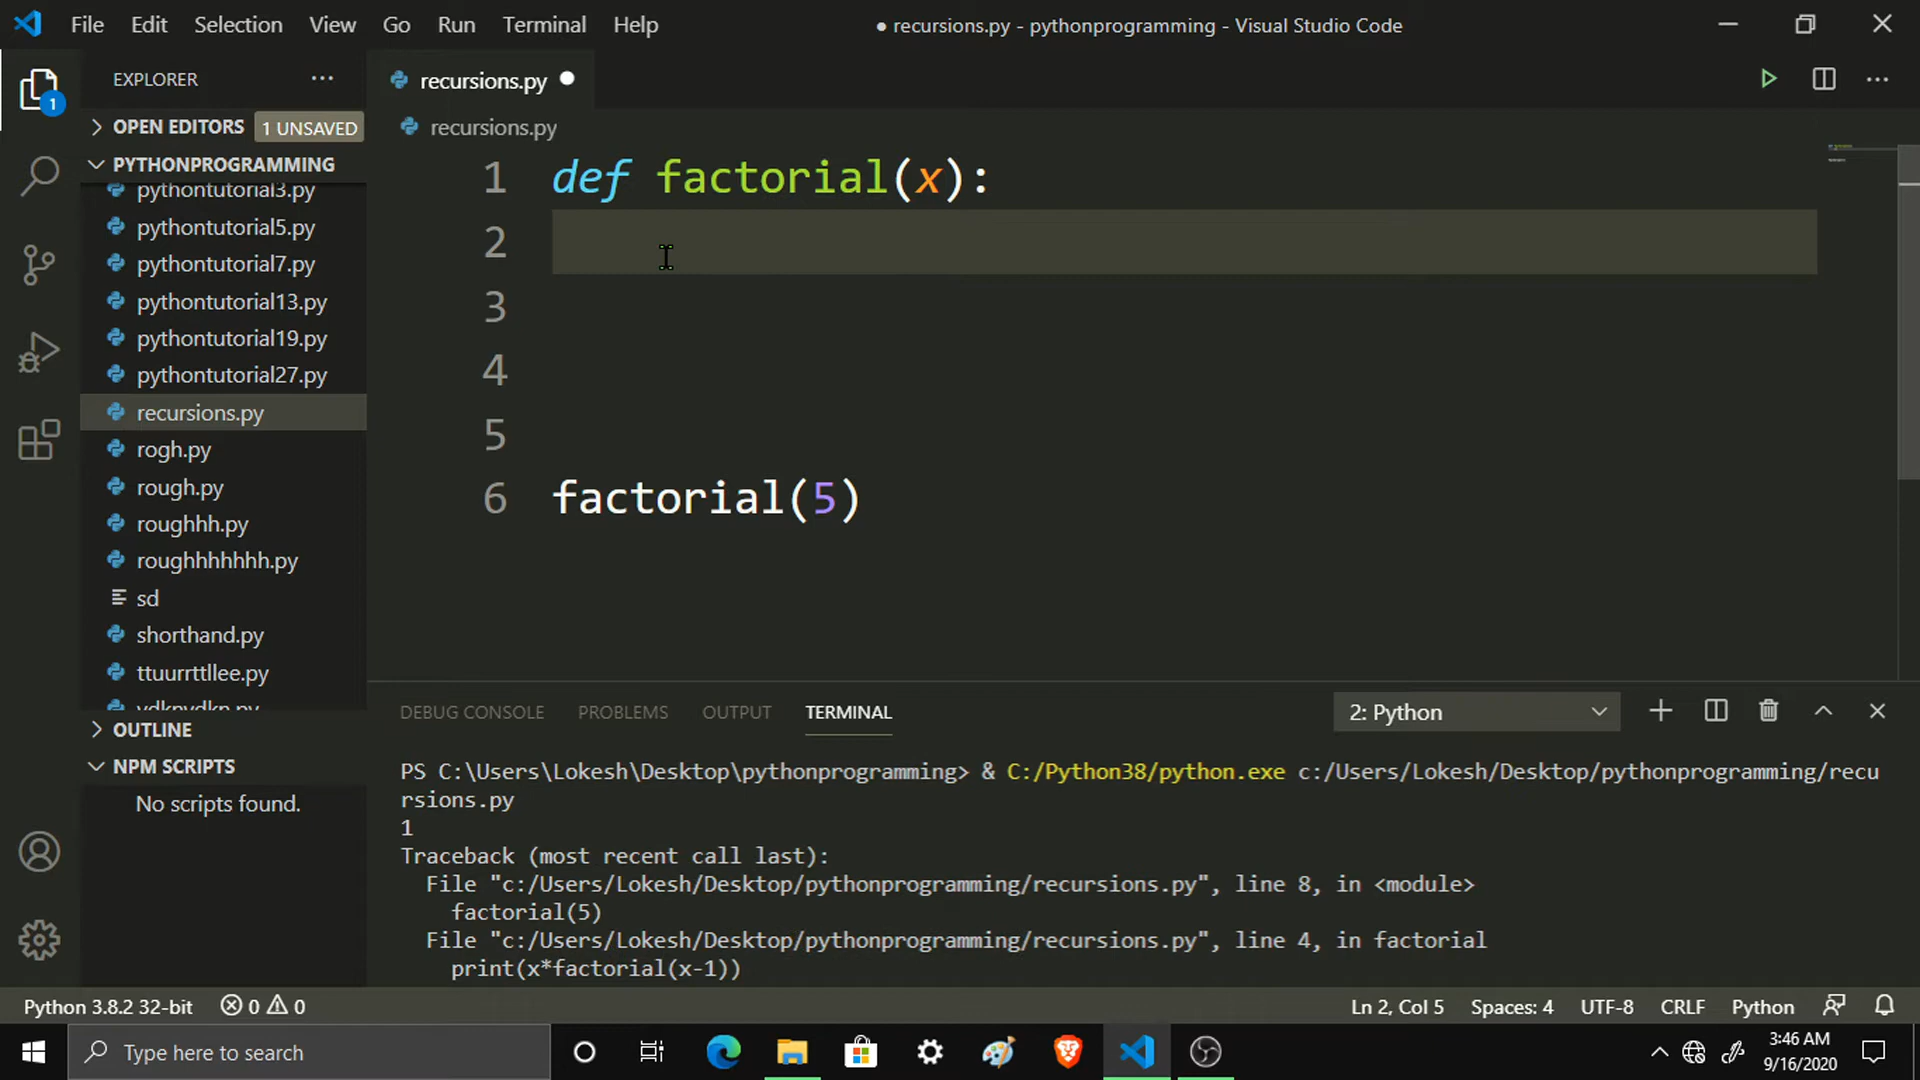 File Edit Selection View Go Run Terminal Help
● recursions.py - pythonprogramming - Visual Studio Code
EXPLORER
recursions.py
OPEN EDITORS 1 UNSAVED
recursions.py
PYTHONPROGRAMMING
pythontutorial3.py
pythontutorial5.py
pythontutorial7.py
pythontutorial13.py
pythontutorial19.py
pythontutorial27.py
recursions.py
rogh.py
rough.py
roughhh.py
roughhhhhhh.py
sd
shorthand.py
ttuurrttllee.py
OUTLINE
NPM SCRIPTS
No scripts found.
1 def factorial(x):
2
3
4
5
6 factorial(5)
DEBUG CONSOLE PROBLEMS OUTPUT TERMINAL
2: Python
PS C:\Users\Lokesh\Desktop\pythonprogramming> & C:/Python38/python.exe c:/Users/Lokesh/Desktop/pythonprogramming/recu
rsions.py
1
Traceback (most recent call last):
File "c:/Users/Lokesh/Desktop/pythonprogramming/recursions.py", line 8, in <module>
factorial(5)
File "c:/Users/Lokesh/Desktop/pythonprogramming/recursions.py", line 4, in factorial
print(x*factorial(x-1))
Python 3.8.2 32-bit 0 0
Ln 2, Col 5 Spaces: 4 UTF-8 CRLF Python
Type here to search
3:46 AM
9/16/2020